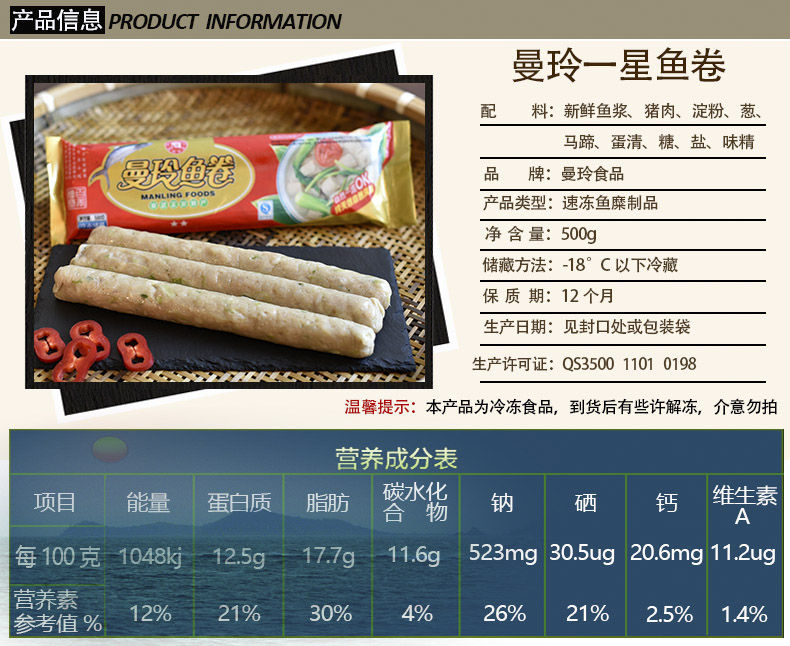 产品信息 PRODUCT INFORMATION
曼玲一星鱼卷
配 料：新鲜鱼浆、猪肉、淀粉、葱、
马蹄、蛋清、糖、盐、味精
品 牌：曼玲食品
产品类型：速冻鱼糜制品
净 含 量：500g
储藏方法：-18°C以下冷藏
保 质 期：12个月
生产日期：见封口处或包装袋
生产许可证：QS3500 1101 0198
曼玲鱼卷
MANLING FOODS
温馨提示：本产品为冷冻食品，到货后有些许解冻，介意勿拍
营养成分表
项目 能量 蛋白质 脂肪 碳水化合 物 钠 硒 钙 维生素A
每100克 1048kj 12.5g 17.7g 11.6g 523mg 30.5ug 20.6mg 11.2ug
营养素参考值% 12% 21% 30% 4% 26% 21% 2.5% 1.4%